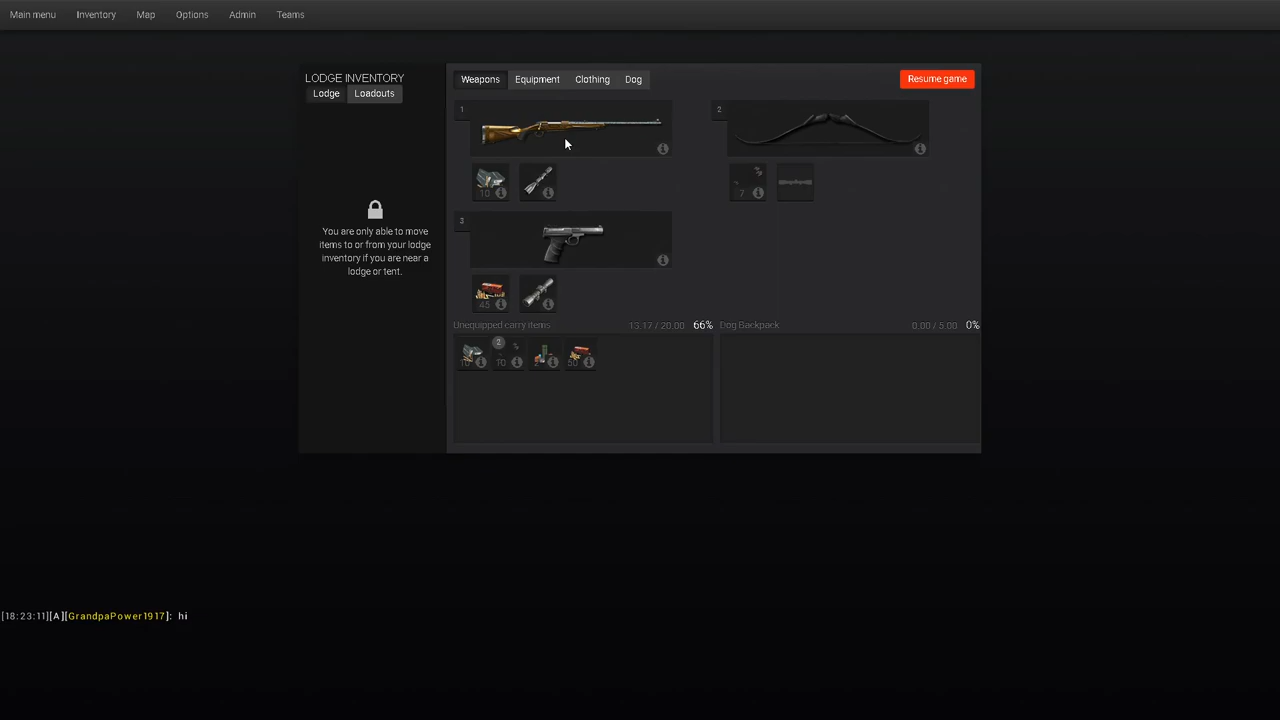 Main menu Inventory Map Options Admin Teams
LODGE INVENTORY
Lodge Loadouts
Weapons Equipment Clothing Dog
Resume game
You are only able to move
items to or from your lodge
inventory if you are near a
lodge or tent.
1
2
10
7
3
45
Unequipped carry items 13.17 / 20.00 66%
Dog Backpack 0.00 / 5.00 0%
2
10 10 2 50
[18:23:11][A][GrandpaPower1917]: hi